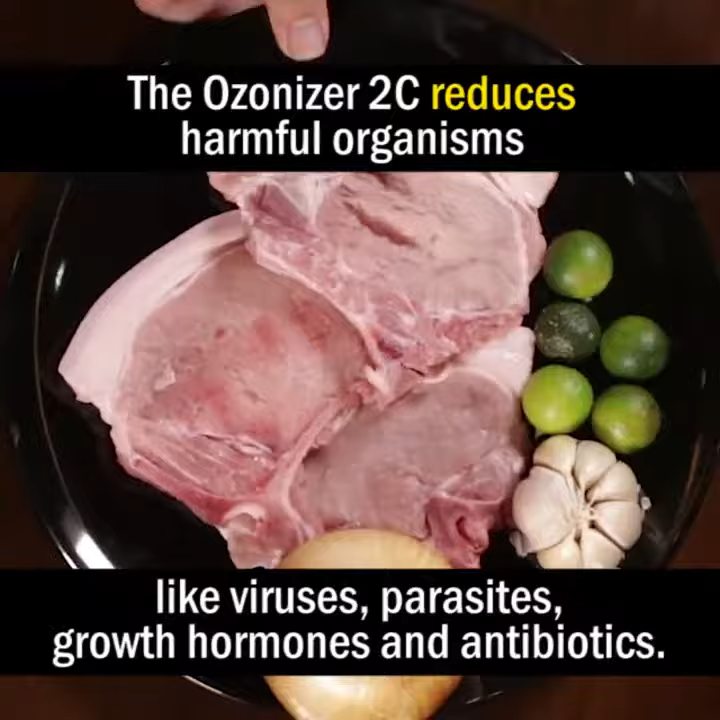 The Ozonizer 2C reduces
harmful organisms
like viruses, parasites,
growth hormones and antibiotics.